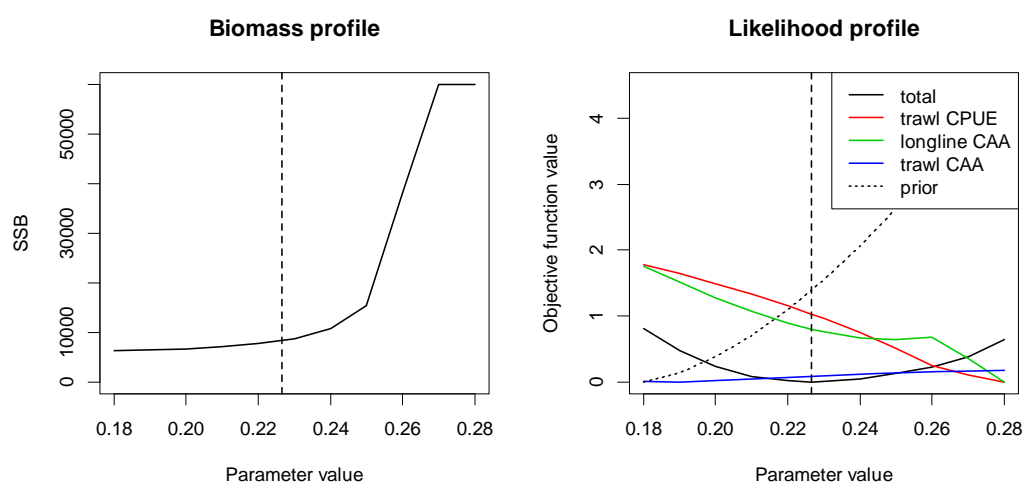 Biomass profile
SSB
0
10000
30000
50000
0.18
0.20
0.22
0.24
0.26
0.28
Parameter value
Likelihood profile
Objective function value
0
1
2
3
4
total
trawl CPUE
longline CAA
trawl CAA
prior
0.18
0.20
0.22
0.24
0.26
0.28
Parameter value